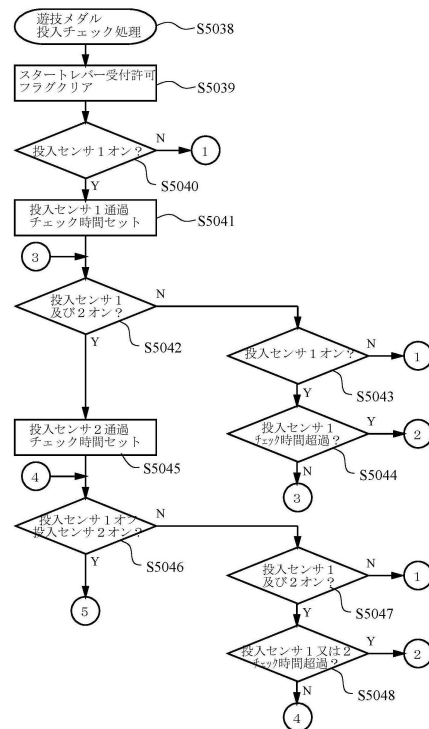 遊技メダル
投入チェック処理
S5038
スタートレバー受付許可
フラグクリア
S5039
投入センサ1オン？
N
1
Y
S5040
投入センサ1通過
チェック時間セット
S5041
3
投入センサ1
及び2オン？
N
Y
S5042
投入センサ1オン？
N
1
Y
S5043
投入センサ1
チェック時間超過？
Y
2
N
S5044
3
投入センサ2通過
チェック時間セット
S5045
4
投入センサ1オフ
投入センサ2オン？
N
Y
S5046
5
投入センサ1
及び2オン？
N
1
Y
S5047
投入センサ1又は2
チェック時間超過？
Y
2
N
S5048
4